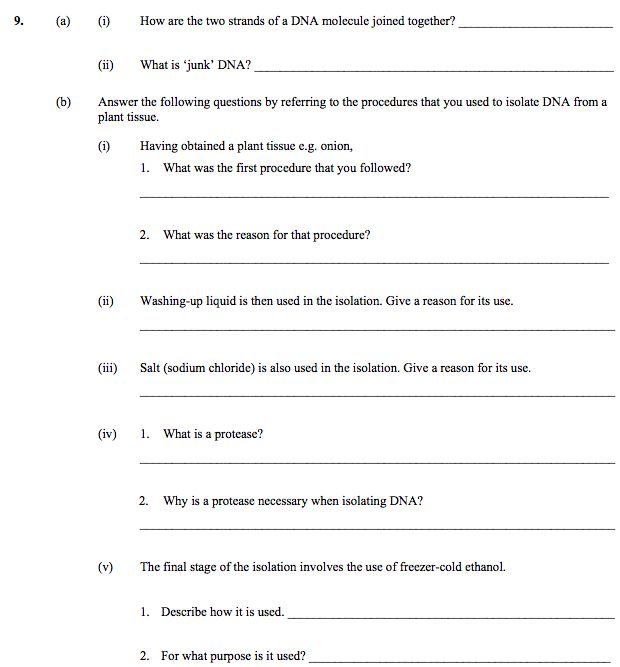 9. (a) (i) How are the two strands of a DNA molecule joined together?
(ii) What is ‘junk’ DNA?
(b) Answer the following questions by referring to the procedures that you used to isolate DNA from a
plant tissue.
(i) Having obtained a plant tissue e.g. onion,
1. What was the first procedure that you followed?
2. What was the reason for that procedure?
(ii) Washing-up liquid is then used in the isolation. Give a reason for its use.
(iii) Salt (sodium chloride) is also used in the isolation. Give a reason for its use.
(iv) 1. What is a protease?
2. Why is a protease necessary when isolating DNA?
(v) The final stage of the isolation involves the use of freezer-cold ethanol.
1. Describe how it is used.
2. For what purpose is it used?